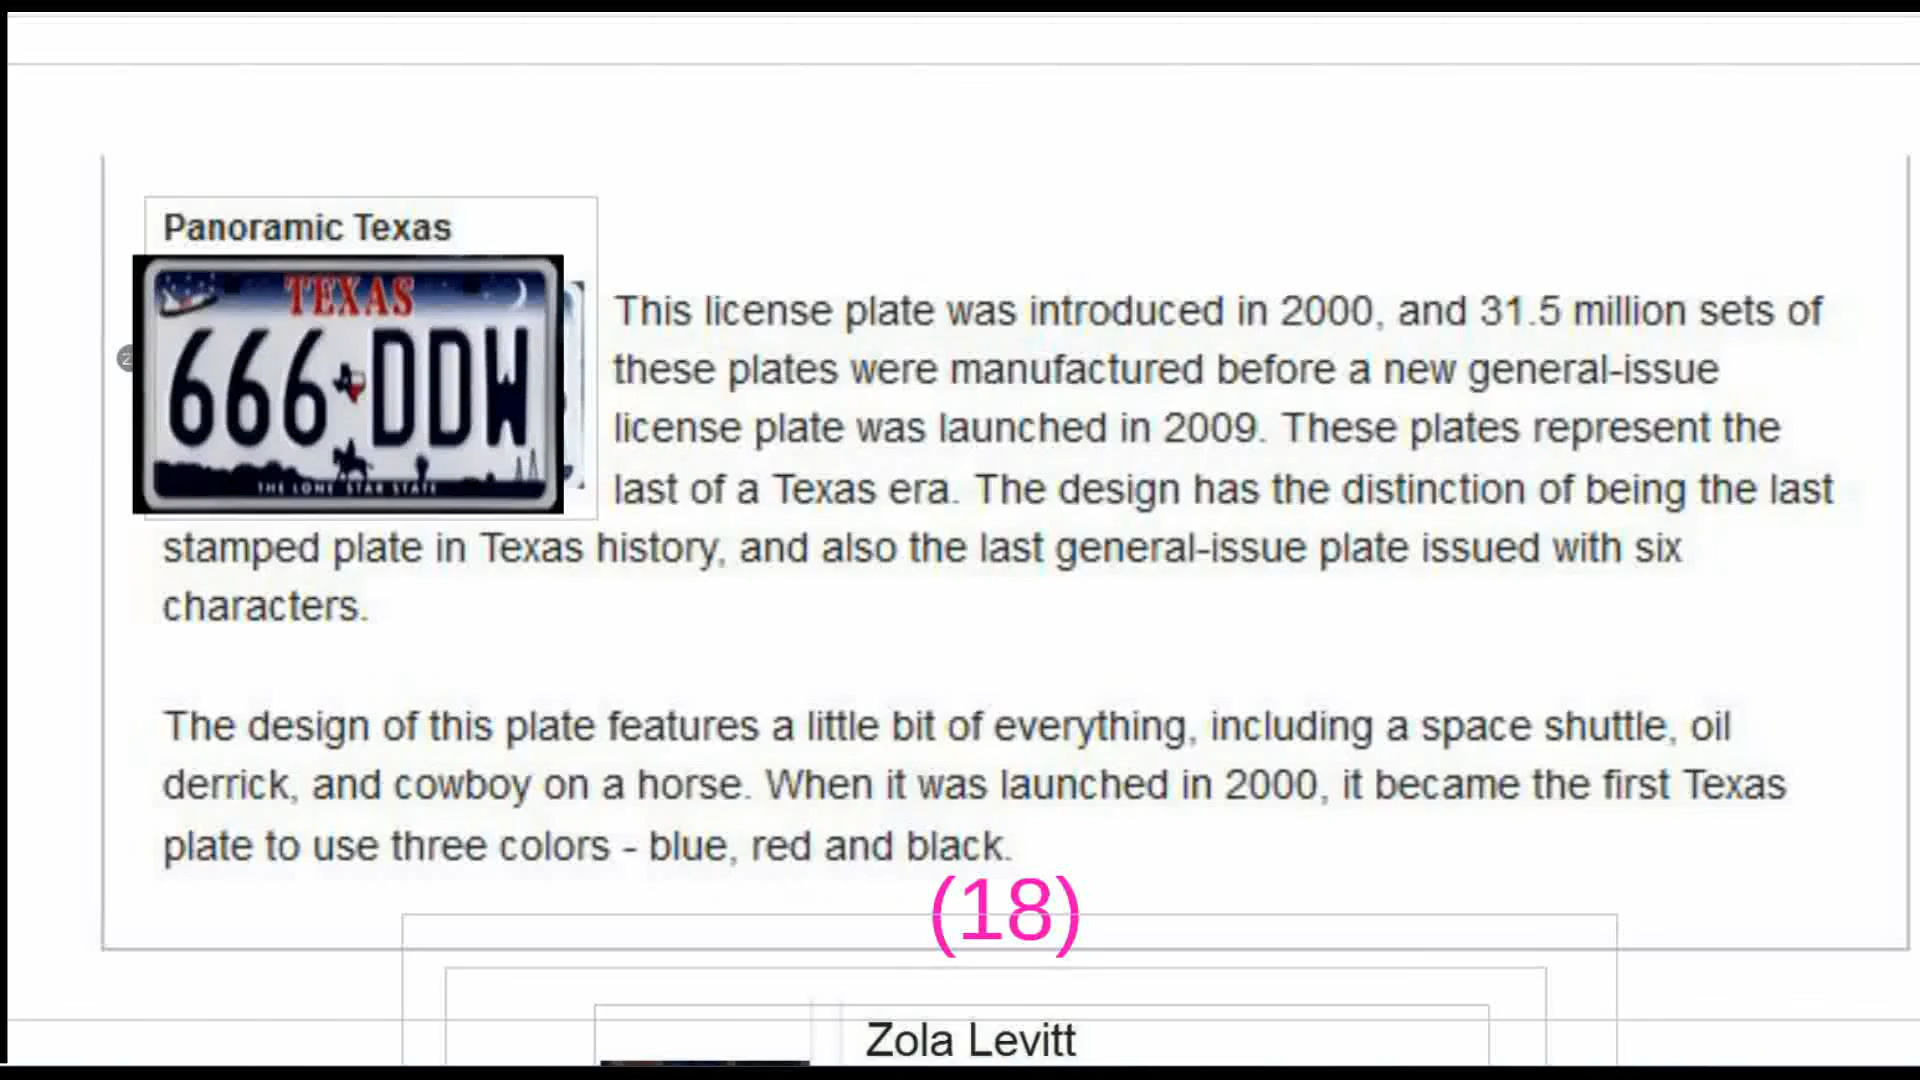 Panoramic Texas
TEXAS
666 DDW
THE LONE STAR STATE
This license plate was introduced in 2000, and 31.5 million sets of
these plates were manufactured before a new general-issue
license plate was launched in 2009. These plates represent the
last of a Texas era. The design has the distinction of being the last
stamped plate in Texas history, and also the last general-issue plate issued with six
characters.
The design of this plate features a little bit of everything, including a space shuttle, oil
derrick, and cowboy on a horse. When it was launched in 2000, it became the first Texas
plate to use three colors - blue, red and black.
(18)
Zola Levitt